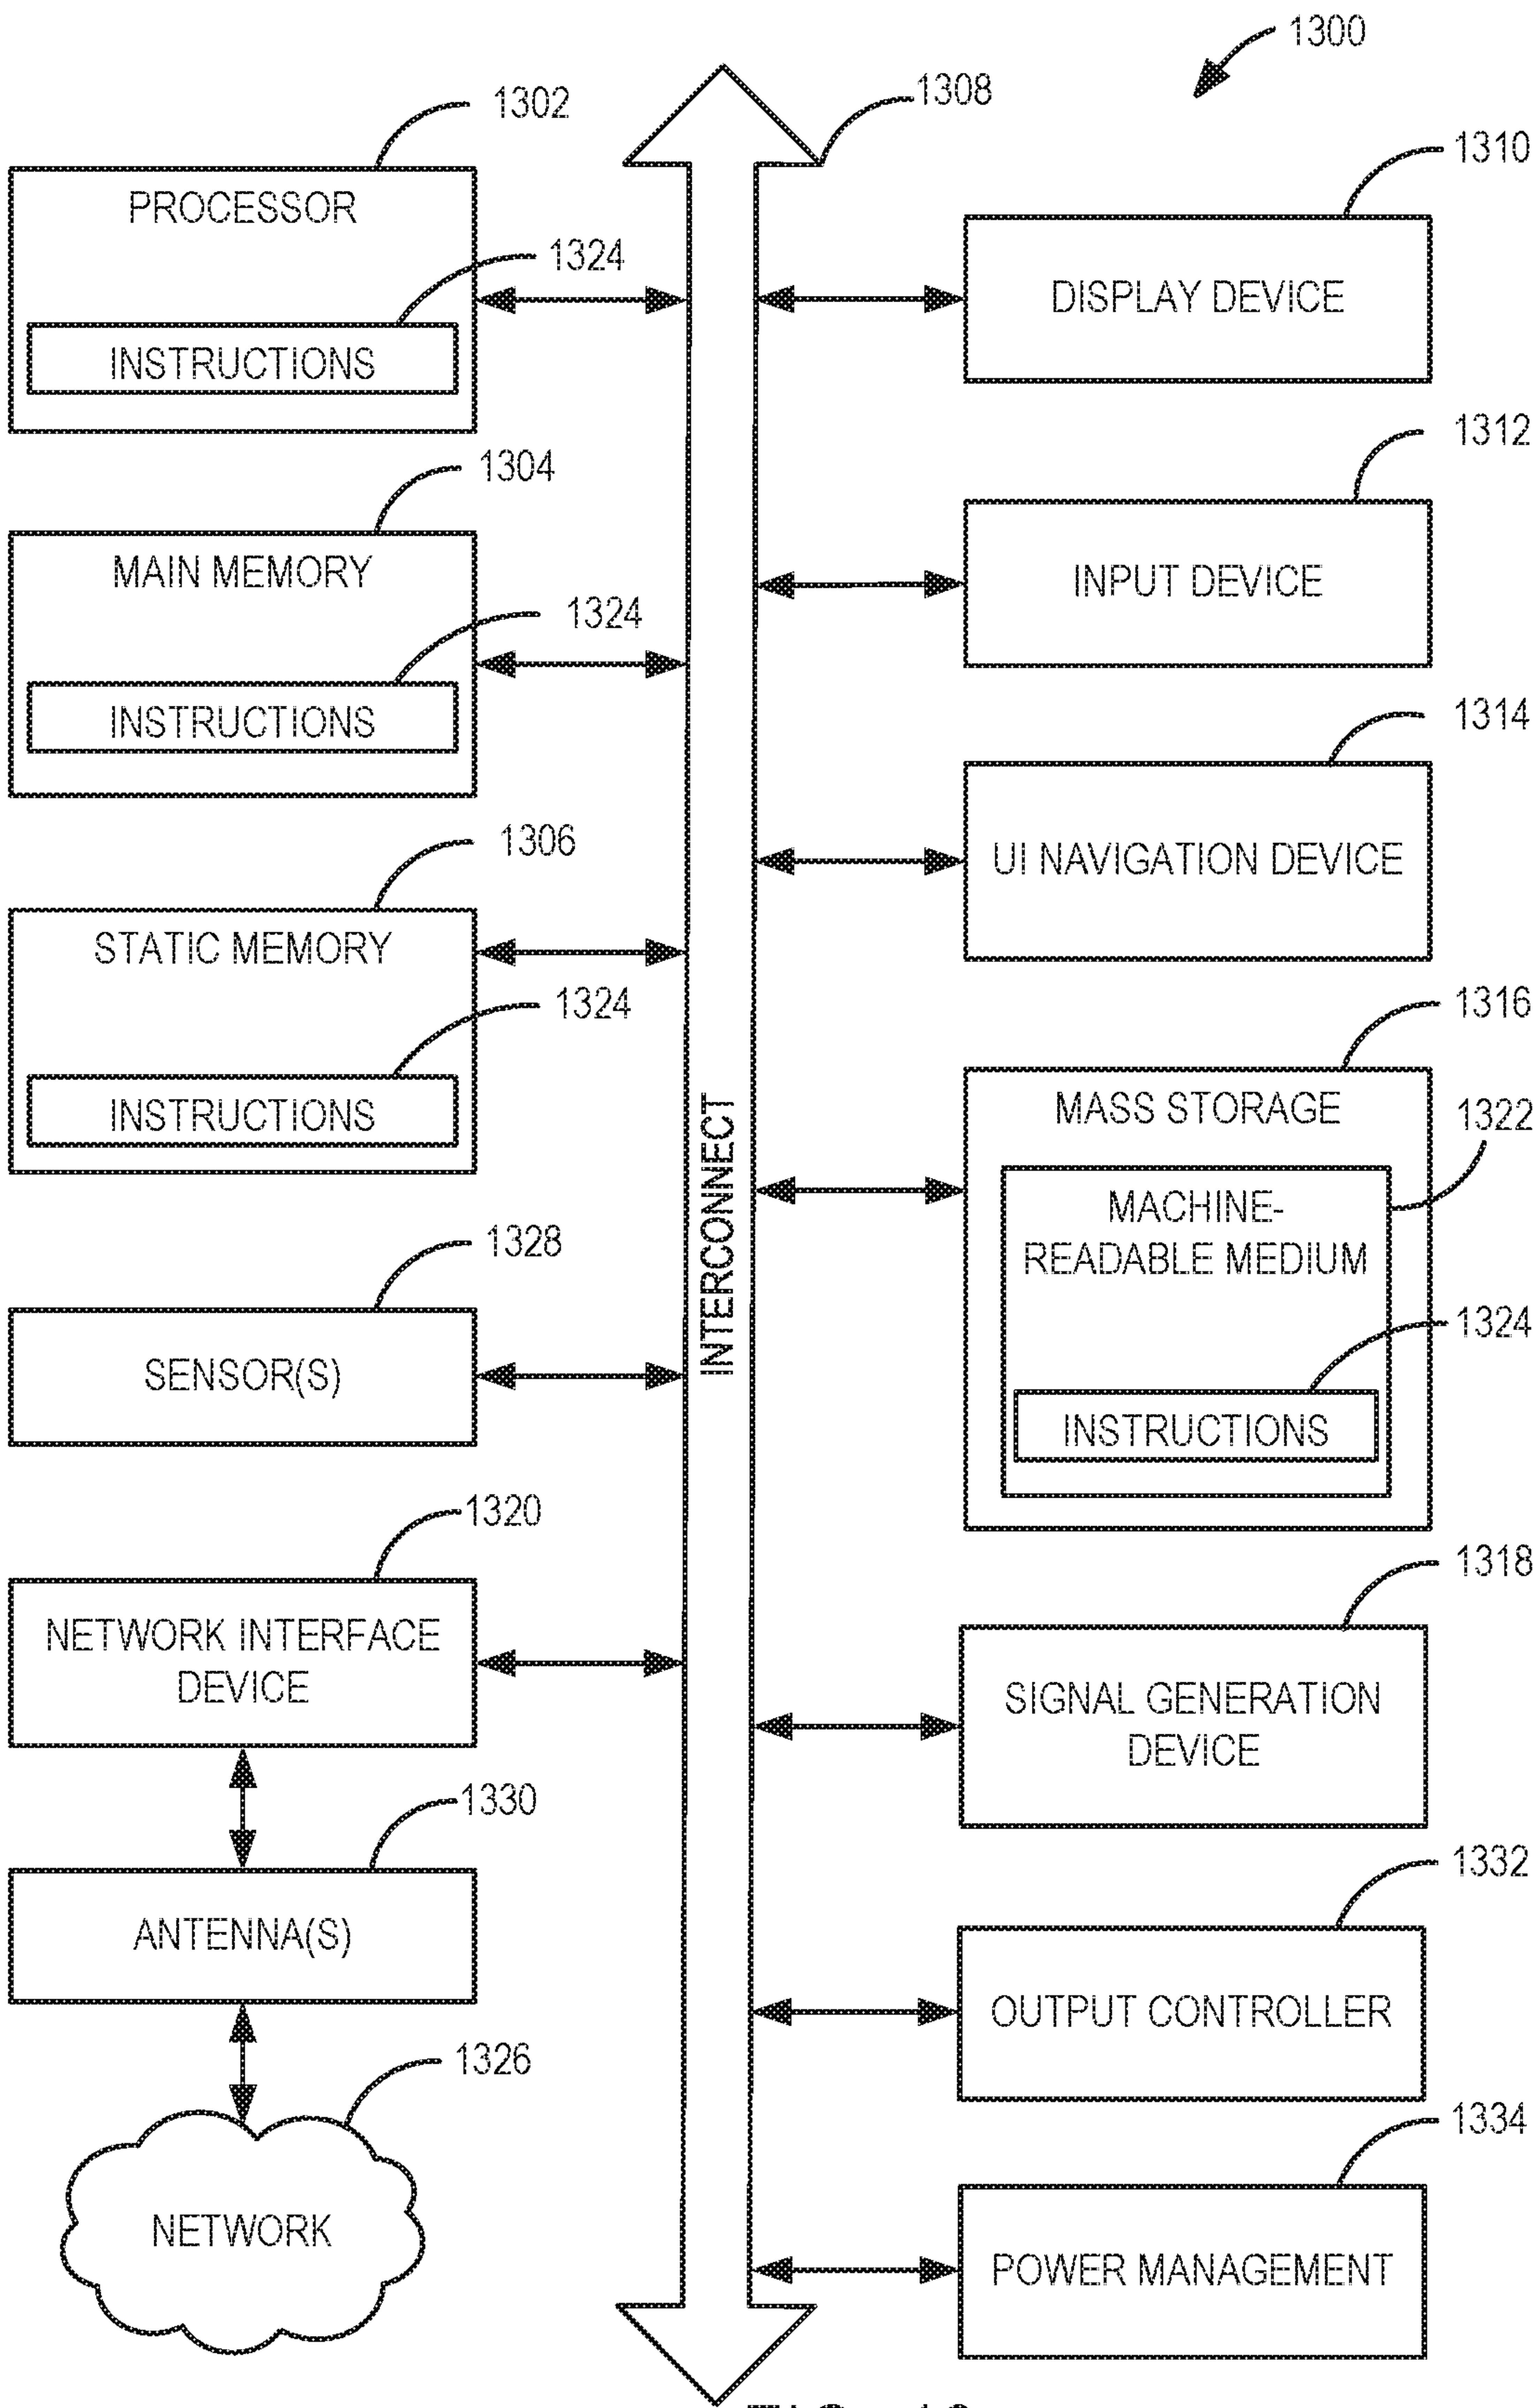 1300
1308
1302
PROCESSOR
1324
INSTRUCTIONS
1304
MAIN MEMORY
1324
INSTRUCTIONS
1306
STATIC MEMORY
1324
INSTRUCTIONS
1328
SENSOR(S)
1320
NETWORK INTERFACE
DEVICE
1330
ANTENNA(S)
1326
NETWORK
INTERCONNECT
1310
DISPLAY DEVICE
1312
INPUT DEVICE
1314
UI NAVIGATION DEVICE
1316
MASS STORAGE
1322
MACHINE-
READABLE MEDIUM
1324
INSTRUCTIONS
1318
SIGNAL GENERATION
DEVICE
1332
OUTPUT CONTROLLER
1334
POWER MANAGEMENT